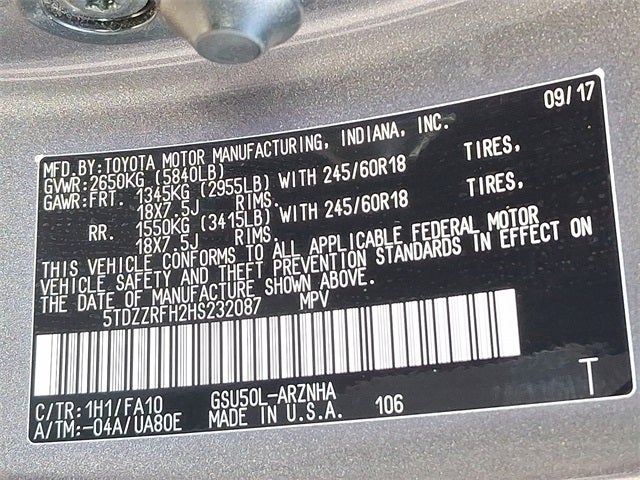 09/17
MFD.BY:TOYOTA MOTOR MANUFACTURING, INDIANA, INC.
GVWR:2650KG (5840LB)
GAWR:FRT. 1345KG (2955LB) WITH 245/60R18 TIRES,
18X7.5J RIMS.
RR. 1550KG (3415LB) WITH 245/60R18 TIRES,
18X7.5J RIMS.
THIS VEHICLE CONFORMS TO ALL APPLICABLE FEDERAL MOTOR
VEHICLE SAFETY AND THEFT PREVENTION STANDARDS IN EFFECT ON
THE DATE OF MANUFACTURE SHOWN ABOVE.
5TDZZRFH2HS232087 MPV
C/TR:1H1/FA10 GSU50L-ARZNHA T
A/TM:-04A/UA80E MADE IN U.S.A. 106